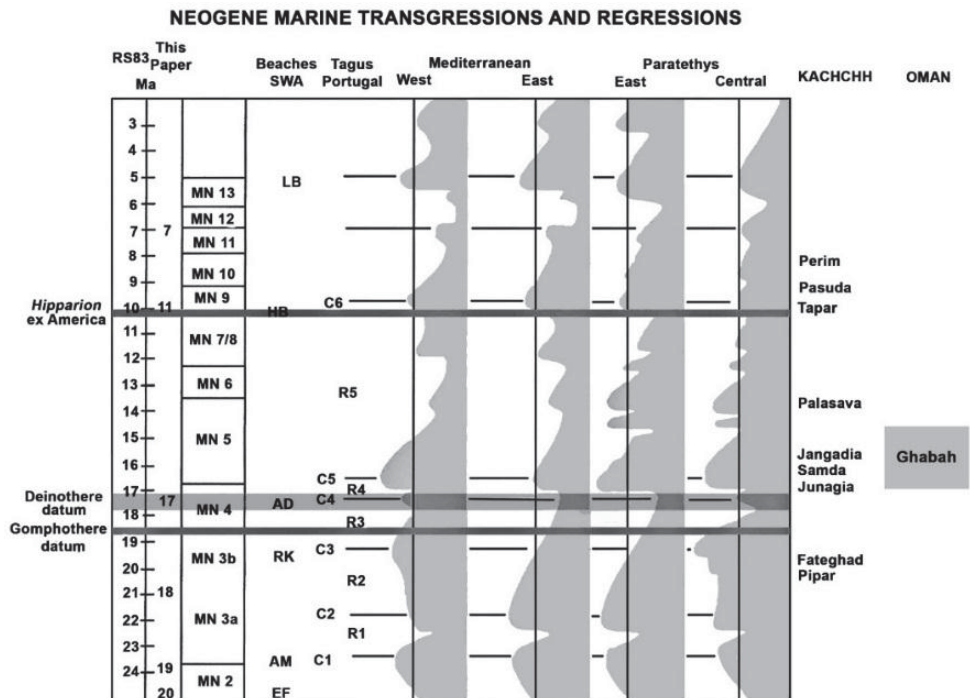 NEOGENE MARINE TRANSGRESSIONS AND REGRESSIONS
RS83 This Paper
Ma
Beaches SWA
Tagus Portugal
Mediterranean
West East
Paratethys
East Central
KACHCHH
OMAN
3
4
5
6
7 7
8
9
10 11
11
12
13
14
15
16
17
17
18
19
20
21 18
22
23
24 19
20
Hipparion
ex America
Deinothere
datum
Gomphothere
datum
MN 13
MN 12
MN 11
MN 10
MN 9
MN 7/8
MN 6
MN 5
MN 4
MN 3b
MN 3a
MN 2
LB
HB
AD
RK
AM
EF
C6
R5
C5
R4
C4
R3
C3
R2
C2
R1
C1
Perim
Pasuda
Tapar
Palasava
Jangadia
Samda
Junagia
Fateghad
Pipar
Ghabah